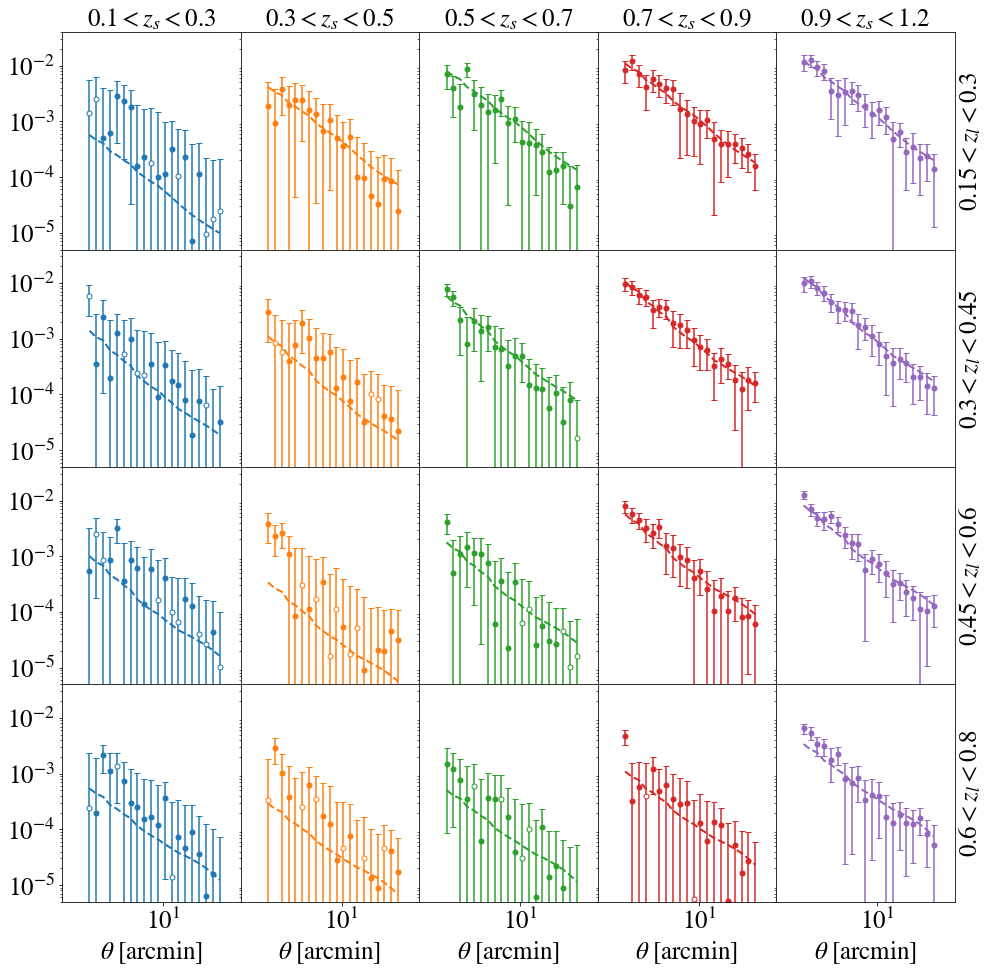 0.1 < z_s < 0.3 0.3 < z_s < 0.5 0.5 < z_s < 0.7 0.7 < z_s < 0.9 0.9 < z_s < 1.2
10^{-2}
10^{-3}
10^{-4}
10^{-5}
0.15 < z_l < 0.3
10^{-2}
10^{-3}
10^{-4}
10^{-5}
0.3 < z_l < 0.45
10^{-2}
10^{-3}
10^{-4}
10^{-5}
0.45 < z_l < 0.6
10^{-2}
10^{-3}
10^{-4}
10^{-5}
0.6 < z_l < 0.8
10^1 10^1 10^1 10^1 10^1
θ [arcmin] θ [arcmin] θ [arcmin] θ [arcmin] θ [arcmin]